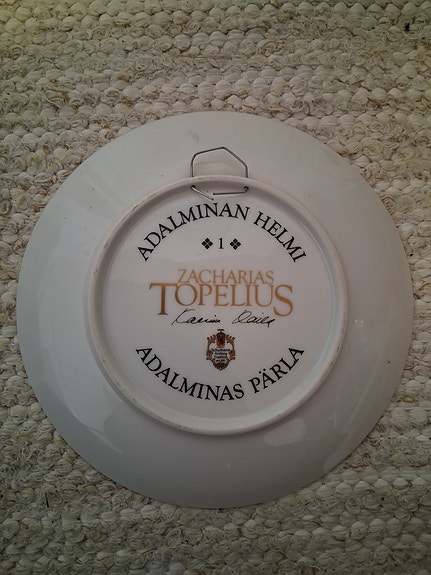 ADALMINAN HELMI
1
ZACHARIAS
TOPELIUS
ADALMINAS PÄRLA